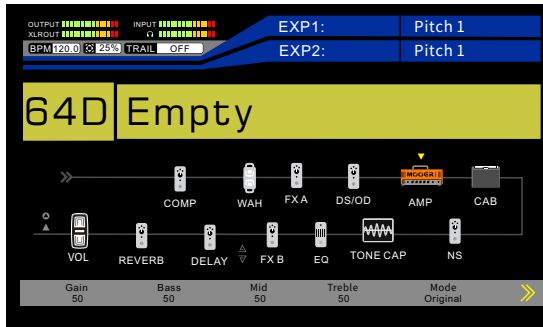 OUTPUT INPUT
XLROUT
BPM 120.0 25% TRAIL OFF
EXP1: Pitch 1
EXP2: Pitch 1
64D Empty
MOOER
COMP WAH FX A DS/OD AMP CAB
VOL REVERB DELAY FX B EQ TONE CAP NS
Gain Bass Mid Treble Mode
50 50 50 50 Original